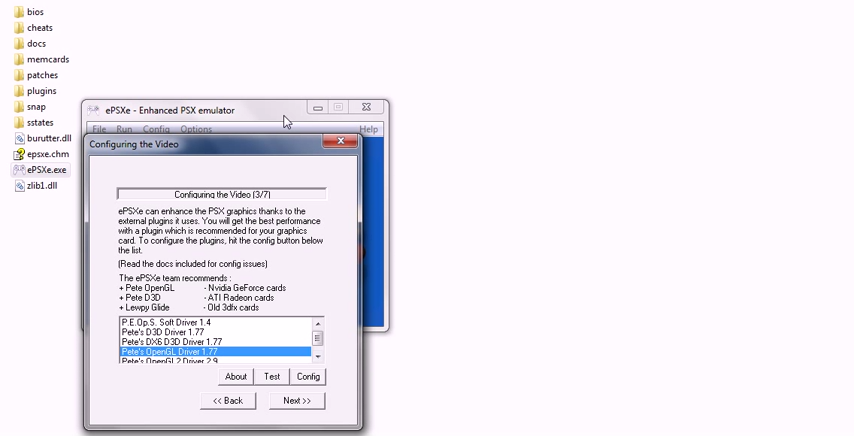 bios
cheats
docs
memcards
patches
plugins
snap
sstates
burutter.dll
epsxe.chm
ePSXe.exe
zlib1.dll
ePSXe - Enhanced PSX emulator
File Run Config Options Help
Configuring the Video
Configuring the Video (3/7)
ePSXe can enhance the PSX graphics thanks to the
external plugins it uses. You will get the best performance
with a plugin which is recommended for your graphics
card. To configure the plugins, hit the config button below
the list.
(Read the docs included for config issues)
The ePSXe team recommends :
+ Pete OpenGL - Nvidia GeForce cards
+ Pete D3D - ATI Radeon cards
+ Lewpy Glide - Old 3dfx cards
P.E.Op.S. Soft Driver 1.4
Pete's D3D Driver 1.77
Pete's DX6 D3D Driver 1.77
Pete's OpenGL Driver 1.77
Pete's OpenGL2 Driver 2.9
About Test Config
<< Back Next >>